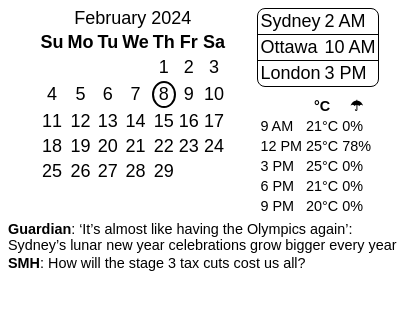 February 2024
Su Mo Tu We Th Fr Sa
1 2 3
4 5 6 7 8 9 10
11 12 13 14 15 16 17
18 19 20 21 22 23 24
25 26 27 28 29
Sydney 2 AM
Ottawa 10 AM
London 3 PM
°C ☂
9 AM 21°C 0%
12 PM 25°C 78%
3 PM 25°C 0%
6 PM 21°C 0%
9 PM 20°C 0%
Guardian: ‘It’s almost like having the Olympics again’:
Sydney’s lunar new year celebrations grow bigger every year
SMH: How will the stage 3 tax cuts cost us all?